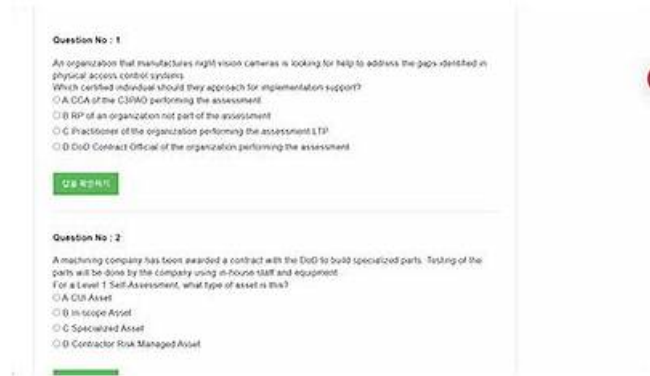 Question No : 1
An organization that manufactures night vision cameras is looking for help to address the gaps identified in
physical access control systems
Which certified individual should they approach for implementation support?
A CCA of the C3PAO performing the assessment
B RP of an organization not part of the assessment
C Practitioner of the organization performing the assessment LTP
D DoD Contract Official of the organization performing the assessment
답을 확인하기
Question No : 2
A machining company has been awarded a contract with the DoD to build specialized parts. Testing of the
parts will be done by the company using in-house staff and equipment
For a Level 1 Self-Assessment, what type of asset is this?
A CUI Asset
B In-scope Asset
C Specialized Asset
D Contractor Risk Managed Asset